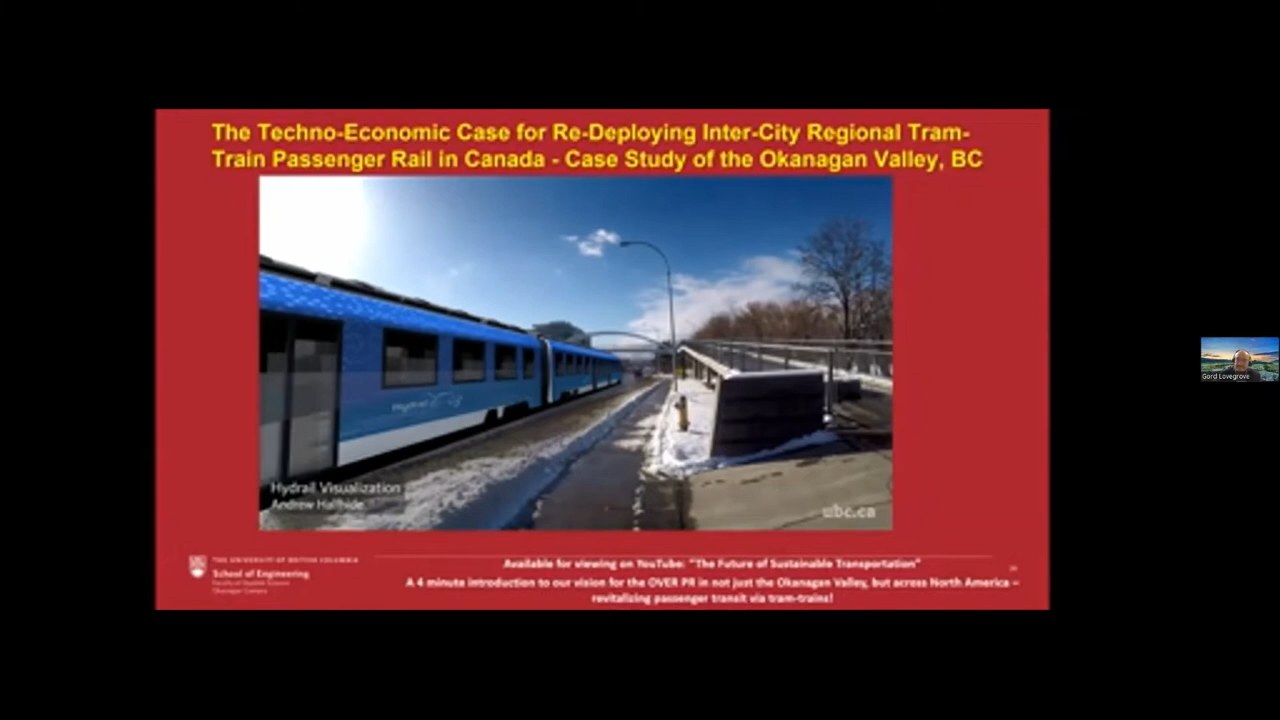 The Techno-Economic Case for Re-Deploying Inter-City Regional Tram-
Train Passenger Rail in Canada - Case Study of the Okanagan Valley, BC
Hydrail Visualization
Andrew Halfhide
ubc.ca
THE UNIVERSITY OF BRITISH COLUMBIA
School of Engineering
Faculty of Applied Science
Okanagan Campus
Available for viewing on YouTube: "The Future of Sustainable Transportation"
A 4 minute introduction to our vision for the OVER PR in not just the Okanagan Valley, but across North America –
revitalizing passenger transit via tram-trains!
Gord Lovegrove